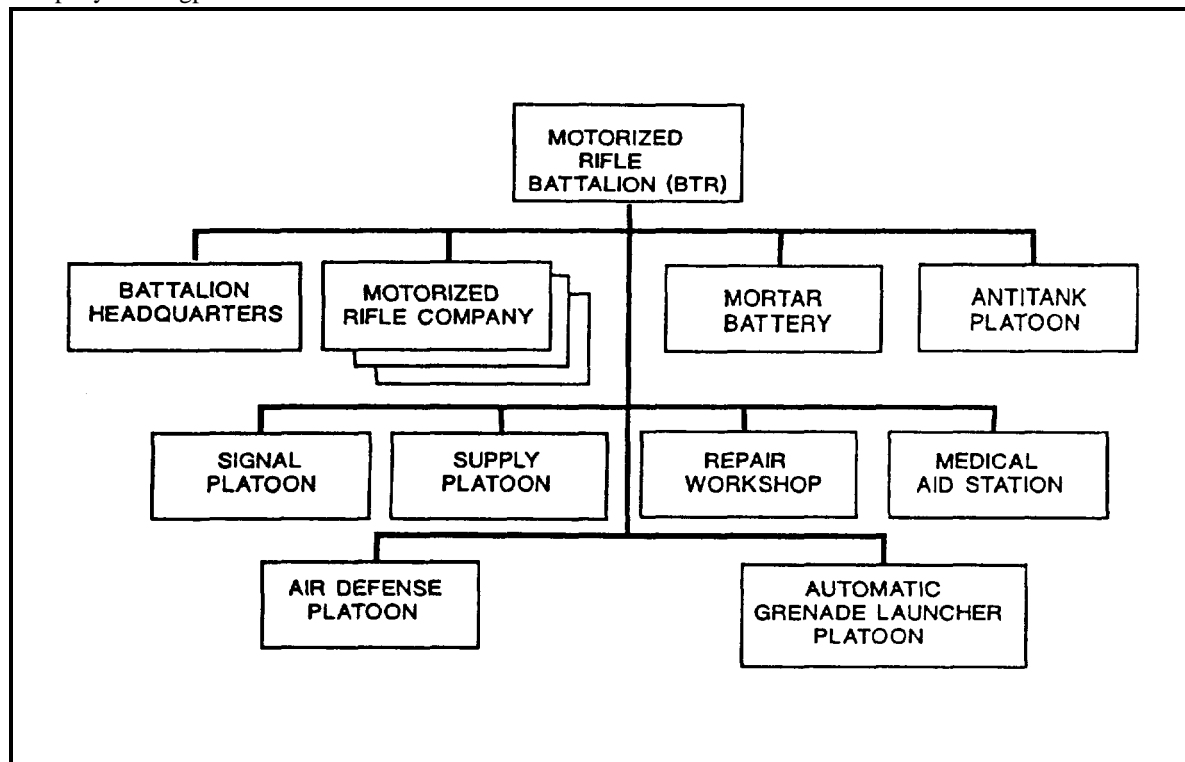 MOTORIZED
RIFLE
BATTALION (BTR)
BATTALION
HEADQUARTERS
MOTORIZED
RIFLE COMPANY
MORTAR
BATTERY
ANTITANK
PLATOON
SIGNAL
PLATOON
SUPPLY
PLATOON
REPAIR
WORKSHOP
MEDICAL
AID STATION
AIR DEFENSE
PLATOON
AUTOMATIC
GRENADE LAUNCHER
PLATOON